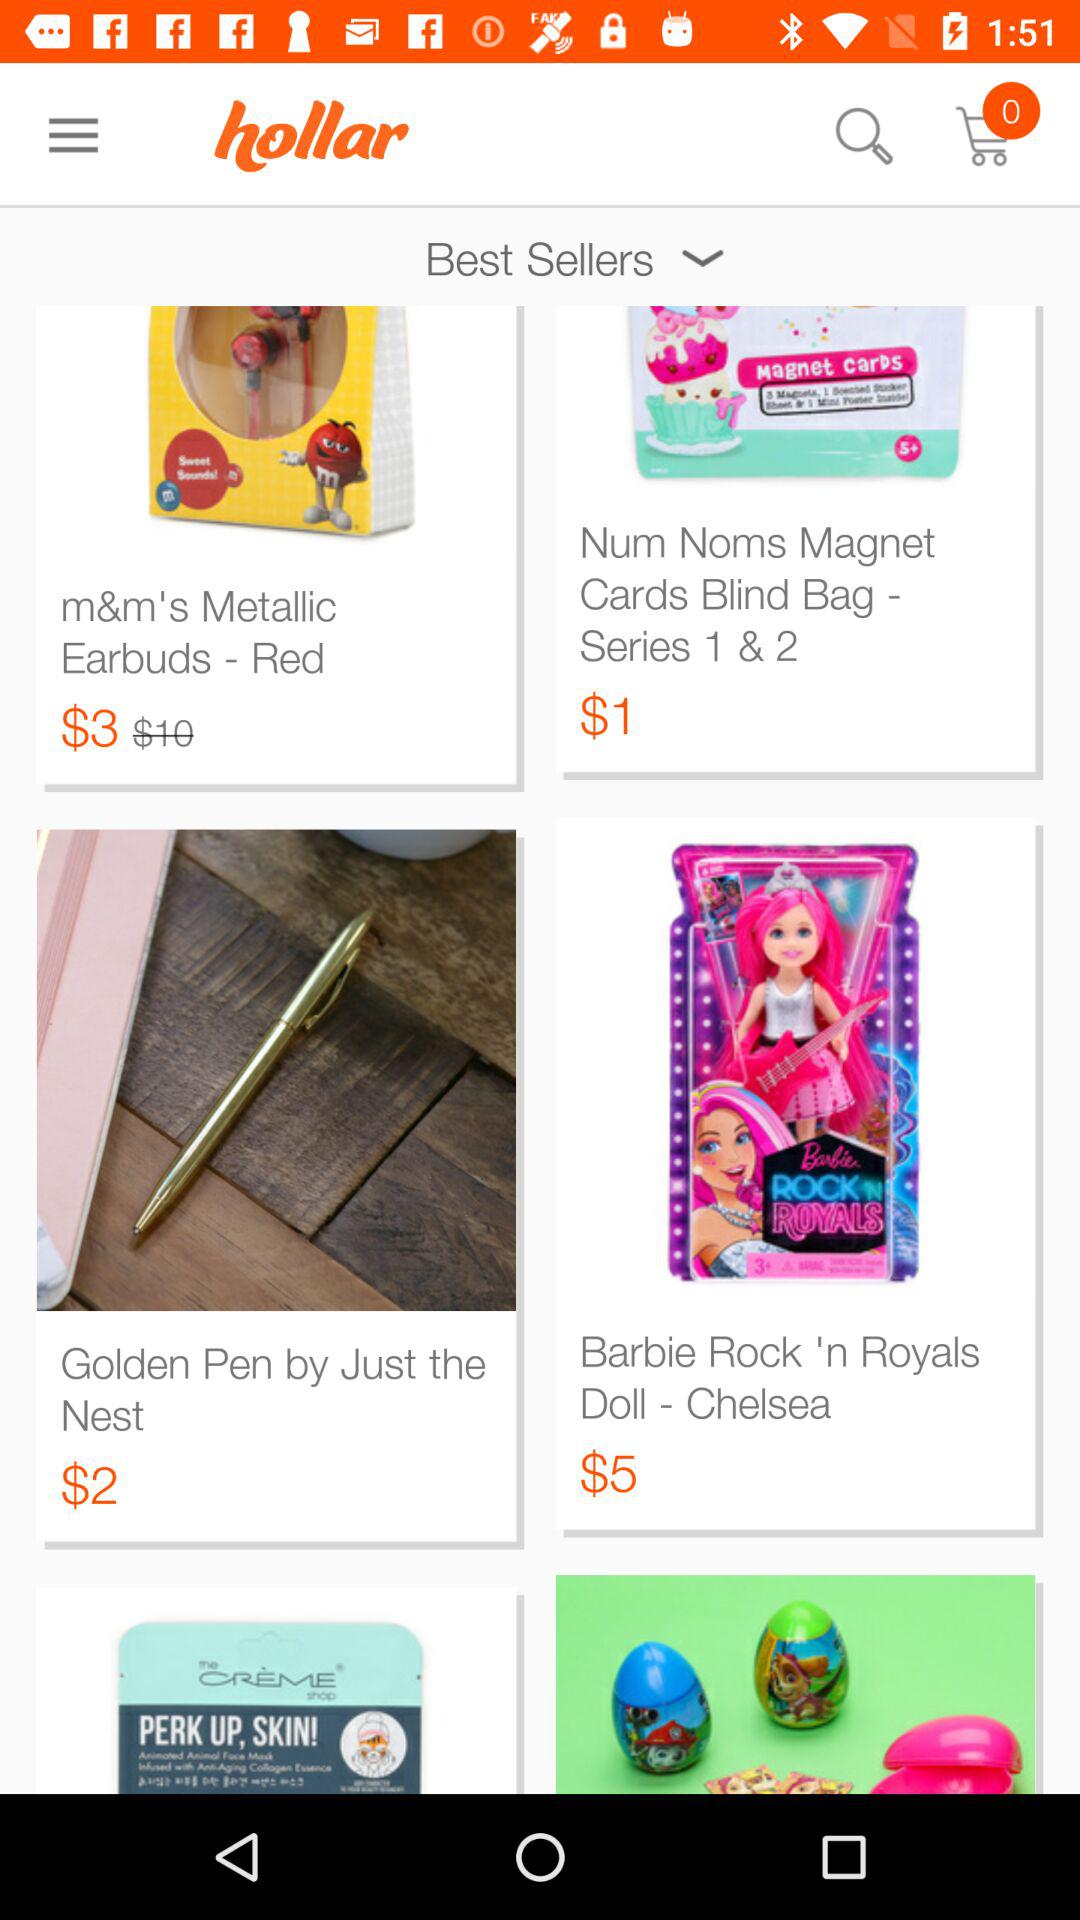 FAKE
1:51
hollar
0
Best Sellers
Sweet
Sounds!
m
m
m
Magnet Cards
3 Magnets, 1 Scented Sticker
Sheet & 1 Mini Poster Inside!
5+
m&m's Metallic
Earbuds - Red
$3 $10
Num Noms Magnet
Cards Blind Bag -
Series 1 & 2
$1
Barbie
ROCK 'N
ROYALS
3+
Golden Pen by Just the
Nest
$2
Barbie Rock 'n Royals
Doll - Chelsea
$5
the
CRÈME
shop
PERK UP, SKIN!
Animated Animal Face Mask
Infused with Anti-Aging Collagen Essence